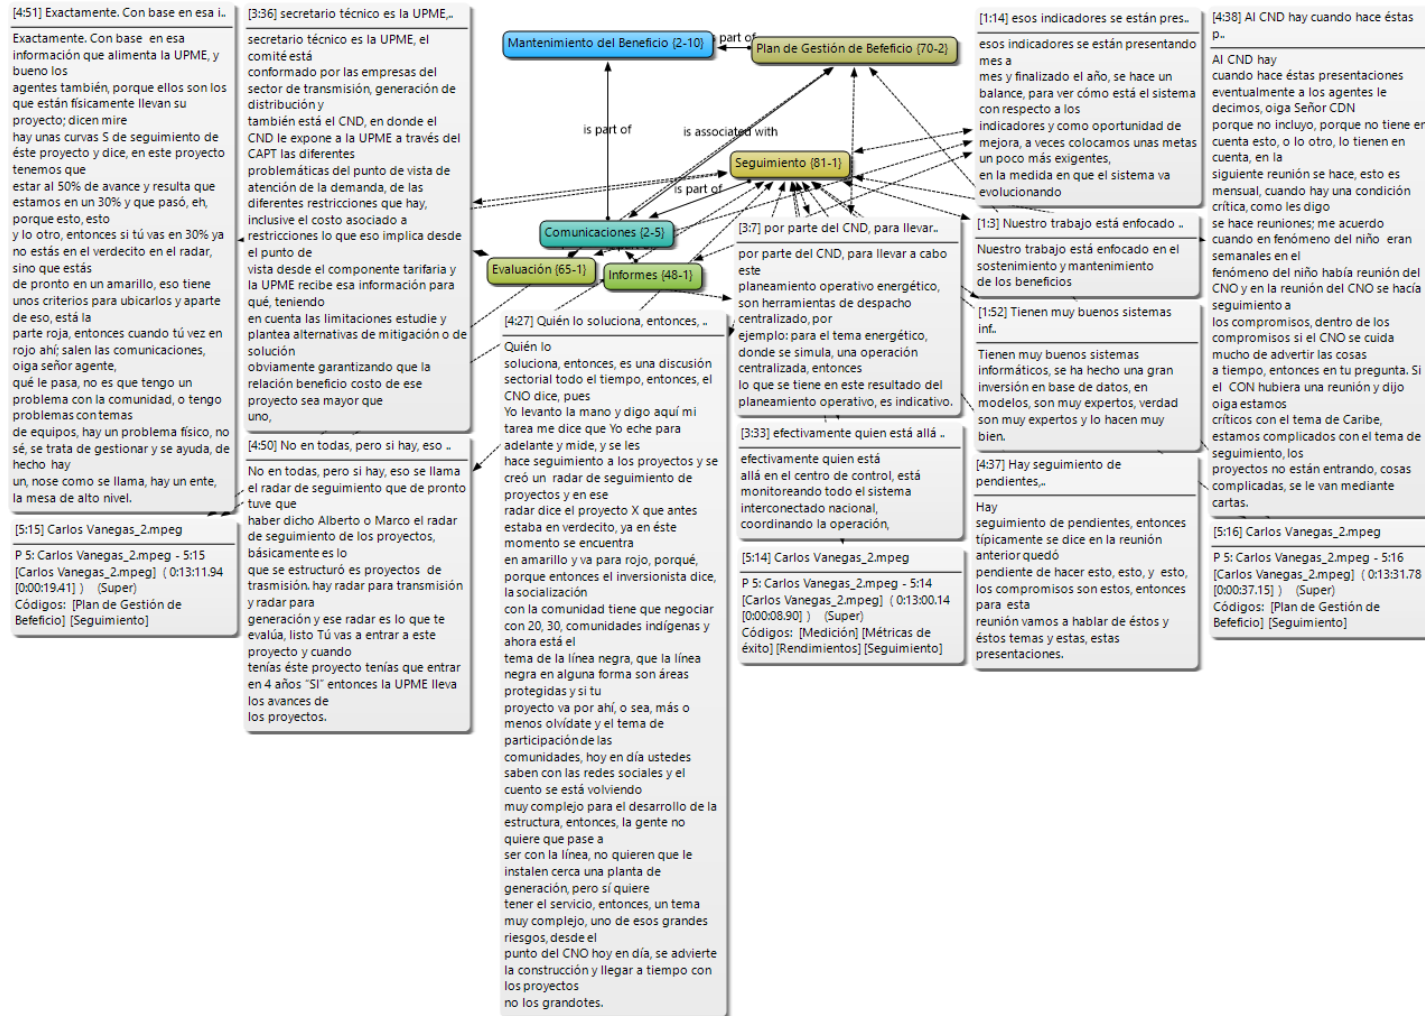 [4:51] Exactamente. Con base en esa i..
Exactamente. Con base  en esa
información que alimenta la UPME, y
bueno los
agentes también, porque ellos son los
que están físicamente llevan su
proyecto; dicen mire
hay unas curvas S de seguimiento de
éste proyecto y dice, en este proyecto
tenemos que
estar al 50% de avance y resulta que
estamos en un 30% y que pasó, eh,
porque esto, esto
y lo otro, entonces si tú vas en 30% ya
no estás en el verdecito en el radar,
sino que estás
de pronto en un amarillo, eso tiene
unos criterios para ubicarlos y aparte
de eso, está la
parte roja, entonces cuando tú vez en
rojo ahí; salen las comunicaciones,
oiga señor agente,
qué le pasa, no es que tengo un
problema con la comunidad, o tengo
problemas con temas
de equipos, hay un problema físico, no
sé, se trata de gestionar y se ayuda, de
hecho hay
un, nose como se llama, hay un ente,
la mesa de alto nivel.
[5:15] Carlos Vanegas_2.mpeg
P 5: Carlos Vanegas_2.mpeg - 5:15
[Carlos Vanegas_2.mpeg]  ( 0:13:11.94
[0:00:19.41] )   (Super)
Códigos:  [Plan de Gestión de
Befeficio] [Seguimiento]
[3:36] secretario técnico es la UPME,..
secretario técnico es la UPME, el
comité está
conformado por las empresas del
sector de transmisión, generación de
distribución y
también está el CND, en donde el
CND le expone a la UPME a través del
CAPT las diferentes
problemáticas del punto de vista de
atención de la demanda, de las
diferentes restricciones que hay,
inclusive el costo asociado a
restricciones lo que eso implica desde
el punto de
vista desde el componente tarifaria y
la UPME recibe esa información para
qué, teniendo
en cuenta las limitaciones estudie y
plantea alternativas de mitigación o de
solución
obviamente garantizando que la
relación beneficio costo de ese
proyecto sea mayor que
uno,
[4:50] No en todas, pero si hay, eso ..
No en todas, pero si hay, eso se llama
el radar de seguimiento que de pronto
tuve que
haber dicho Alberto o Marco el radar
de seguimiento de los proyectos,
básicamente es lo
que se estructuró es proyectos  de
trasmisión. hay radar para transmisión
y radar para
generación y ese radar es lo que te
evalúa, listo Tú vas a entrar a este
proyecto y cuando
tenías éste proyecto tenías que entrar
en 4 años "SI" entonces la UPME lleva
los avances de
los proyectos.
Mantenimiento del Beneficio {2-10}
part of
Plan de Gestión de Befeficio {70-2}
is part of
is associated with
Seguimiento {81-1}
is part of
Comunicaciones {2-5}
Evaluación {65-1}
Informes {48-1}
[4:27] Quién lo soluciona, entonces, ..
Quién lo
soluciona, entonces, es una discusión
sectorial todo el tiempo, entonces, el
CNO dice, pues
Yo levanto la mano y digo aquí mi
tarea me dice que Yo eche para
adelante y mide, y se les
hace seguimiento a los proyectos y se
creó un  radar de seguimiento de
proyectos y en ese
radar dice el proyecto X que antes
estaba en verdecito, ya en éste
momento se encuentra
en amarillo y va para rojo, porqué,
porque entonces el inversionista dice,
la socialización
con la comunidad tiene que negociar
con 20, 30, comunidades indígenas y
ahora está el
tema de la línea negra, que la línea
negra en alguna forma son áreas
protegidas y si tu
proyecto va por ahí, o sea, más o
menos olvídate y el tema de
participación de las
comunidades, hoy en día ustedes
saben con las redes sociales y el
cuento se está volviendo
muy complejo para el desarrollo de la
estructura, entonces, la gente no
quiere que pase a
ser con la línea, no quieren que le
instalen cerca una planta de
generación, pero sí quiere
tener el servicio, entonces, un tema
muy complejo, uno de esos grandes
riesgos, desde el
punto del CNO hoy en día, se advierte
la construcción y llegar a tiempo con
los proyectos
no los grandotes.
[3:7] por parte del CND, para llevar..
por parte del CND, para llevar a cabo
este
planeamiento operativo energético,
son herramientas de despacho
centralizado, por
ejemplo: para el tema energético,
donde se simula, una operación
centralizada, entonces
lo que se tiene en este resultado del
planeamiento operativo, es indicativo.
[3:33] efectivamente quien está allá ..
efectivamente quien está
allá en el centro de control, está
monitoreando todo el sistema
interconectado nacional,
coordinando la operación,
[5:14] Carlos Vanegas_2.mpeg
P 5: Carlos Vanegas_2.mpeg - 5:14
[Carlos Vanegas_2.mpeg]  ( 0:13:00.14
[0:00:08.90] )   (Super)
Códigos:  [Medición] [Métricas de
éxito] [Rendimientos] [Seguimiento]
[1:14] esos indicadores se están pres..
esos indicadores se están presentando
mes a
mes y finalizado el año, se hace un
balance, para ver cómo está el sistema
con respecto a los
indicadores y como oportunidad de
mejora, a veces colocamos unas metas
un poco más exigentes,
en la medida en que el sistema va
evolucionando
[1:3] Nuestro trabajo está enfocado ..
Nuestro trabajo está enfocado en el
sostenimiento y mantenimiento
de los beneficios
[1:52] Tienen muy buenos sistemas
inf..
Tienen muy buenos sistemas
informáticos, se ha hecho una gran
inversión en base de datos, en
modelos, son muy expertos, verdad
son muy expertos y lo hacen muy
bien.
[4:37] Hay seguimiento de
pendientes,..
Hay
seguimiento de pendientes, entonces
típicamente se dice en la reunión
anterior quedó
pendiente de hacer esto, esto, y  esto,
los compromisos son estos, entonces
para  esta
reunión vamos a hablar de éstos y
éstos temas y estas, estas
presentaciones.
[4:38] Al CND hay cuando hace éstas
p..
Al CND hay
cuando hace éstas presentaciones
eventualmente a los agentes le
decimos, oiga Señor CDN
porque no incluyo, porque no tiene en
cuenta esto, o lo otro, lo tienen en
cuenta, en la
siguiente reunión se hace, esto es
mensual, cuando hay una condición
crítica, como les digo
se hace reuniones; me acuerdo
cuando en fenómeno del niño  eran
semanales en el
fenómeno del niño había reunión del
CNO y en la reunión del CNO se hacía
seguimiento a
los compromisos, dentro de los
compromisos si el CNO se cuida
mucho de advertir las cosas
a tiempo, entonces en tu pregunta. Si
el  CON hubiera una reunión y dijo
oiga estamos
críticos con el tema de Caribe,
estamos complicados con el tema de
seguimiento, los
proyectos no están entrando, cosas
complicadas, se le van mediante
cartas.
[5:16] Carlos Vanegas_2.mpeg
P 5: Carlos Vanegas_2.mpeg - 5:16
[Carlos Vanegas_2.mpeg]  ( 0:13:31.78
[0:00:37.15] )   (Super)
Códigos:  [Plan de Gestión de
Befeficio] [Seguimiento]